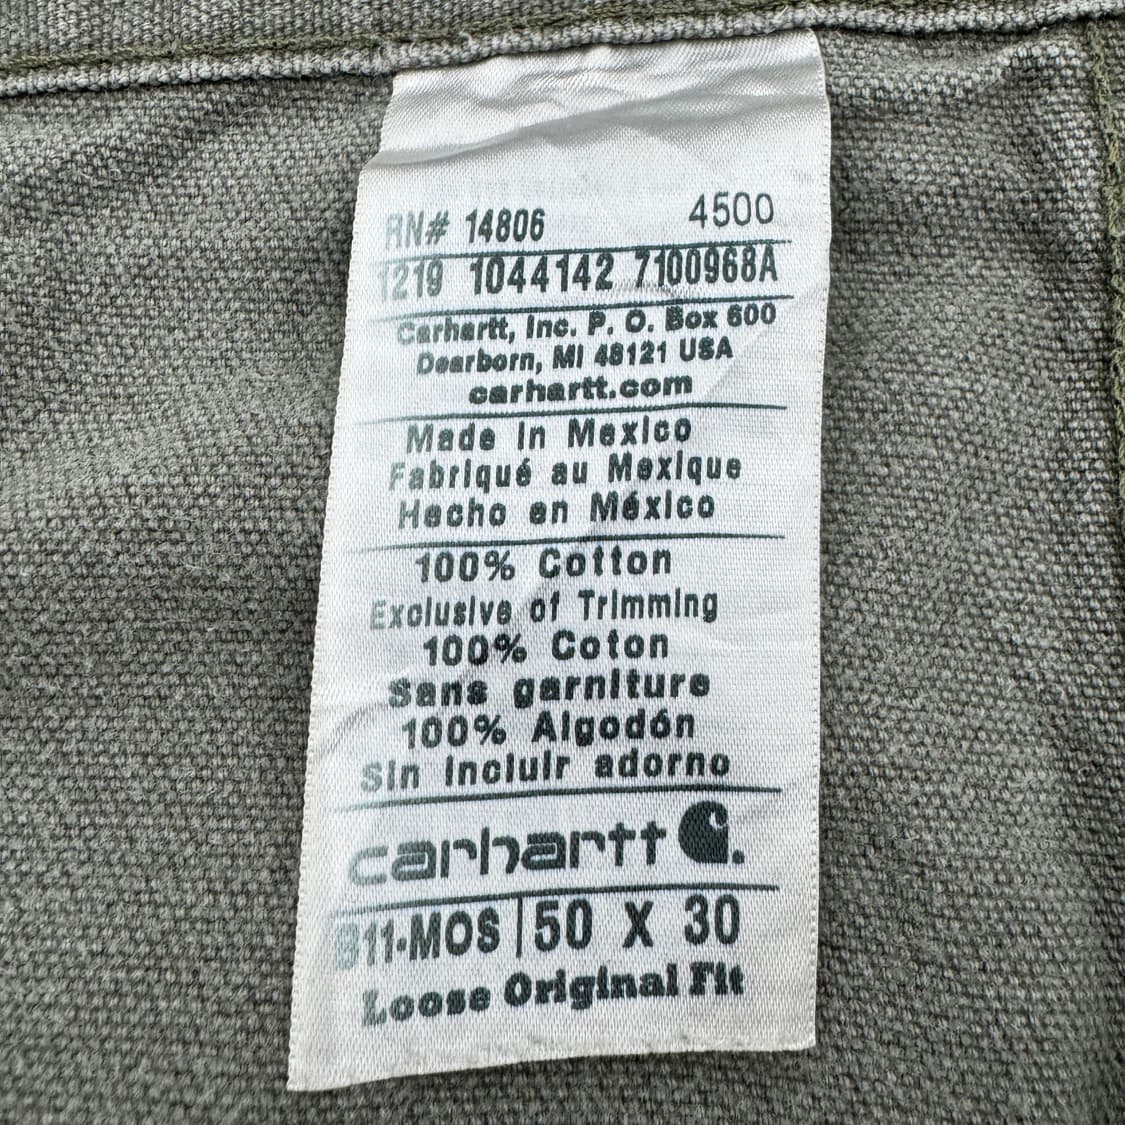 RN# 14806 4500
1219 1044142 7100968A
Carhartt, Inc. P. O. Box 600
Dearborn, MI 48121 USA
carhartt.com
Made In Mexico
Fabriqué au Mexique
Hecho en México
100% Cotton
Exclusive of Trimming
100% Coton
Sans garniture
100% Algodón
Sin incluir adorno
carhartt
B11-MOS 50 X 30
Loose Original Fit